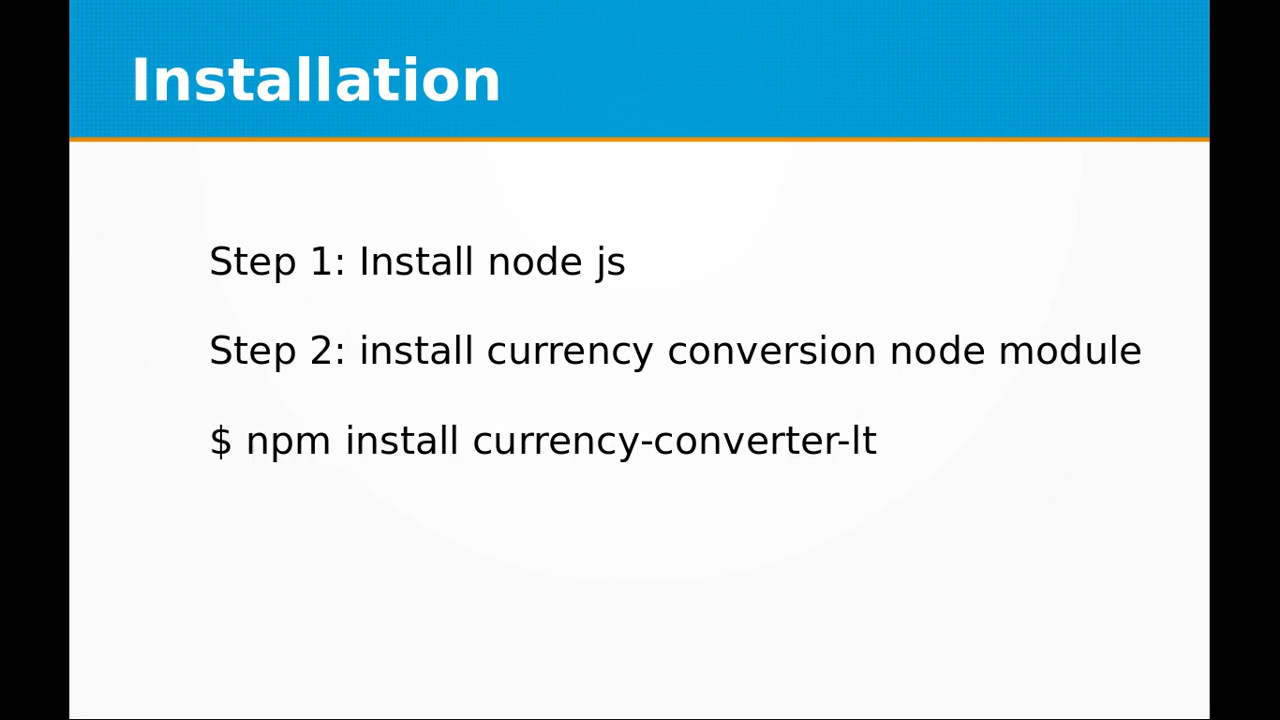 Installation
Step 1: Install node js
Step 2: install currency conversion node module
$ npm install currency-converter-lt